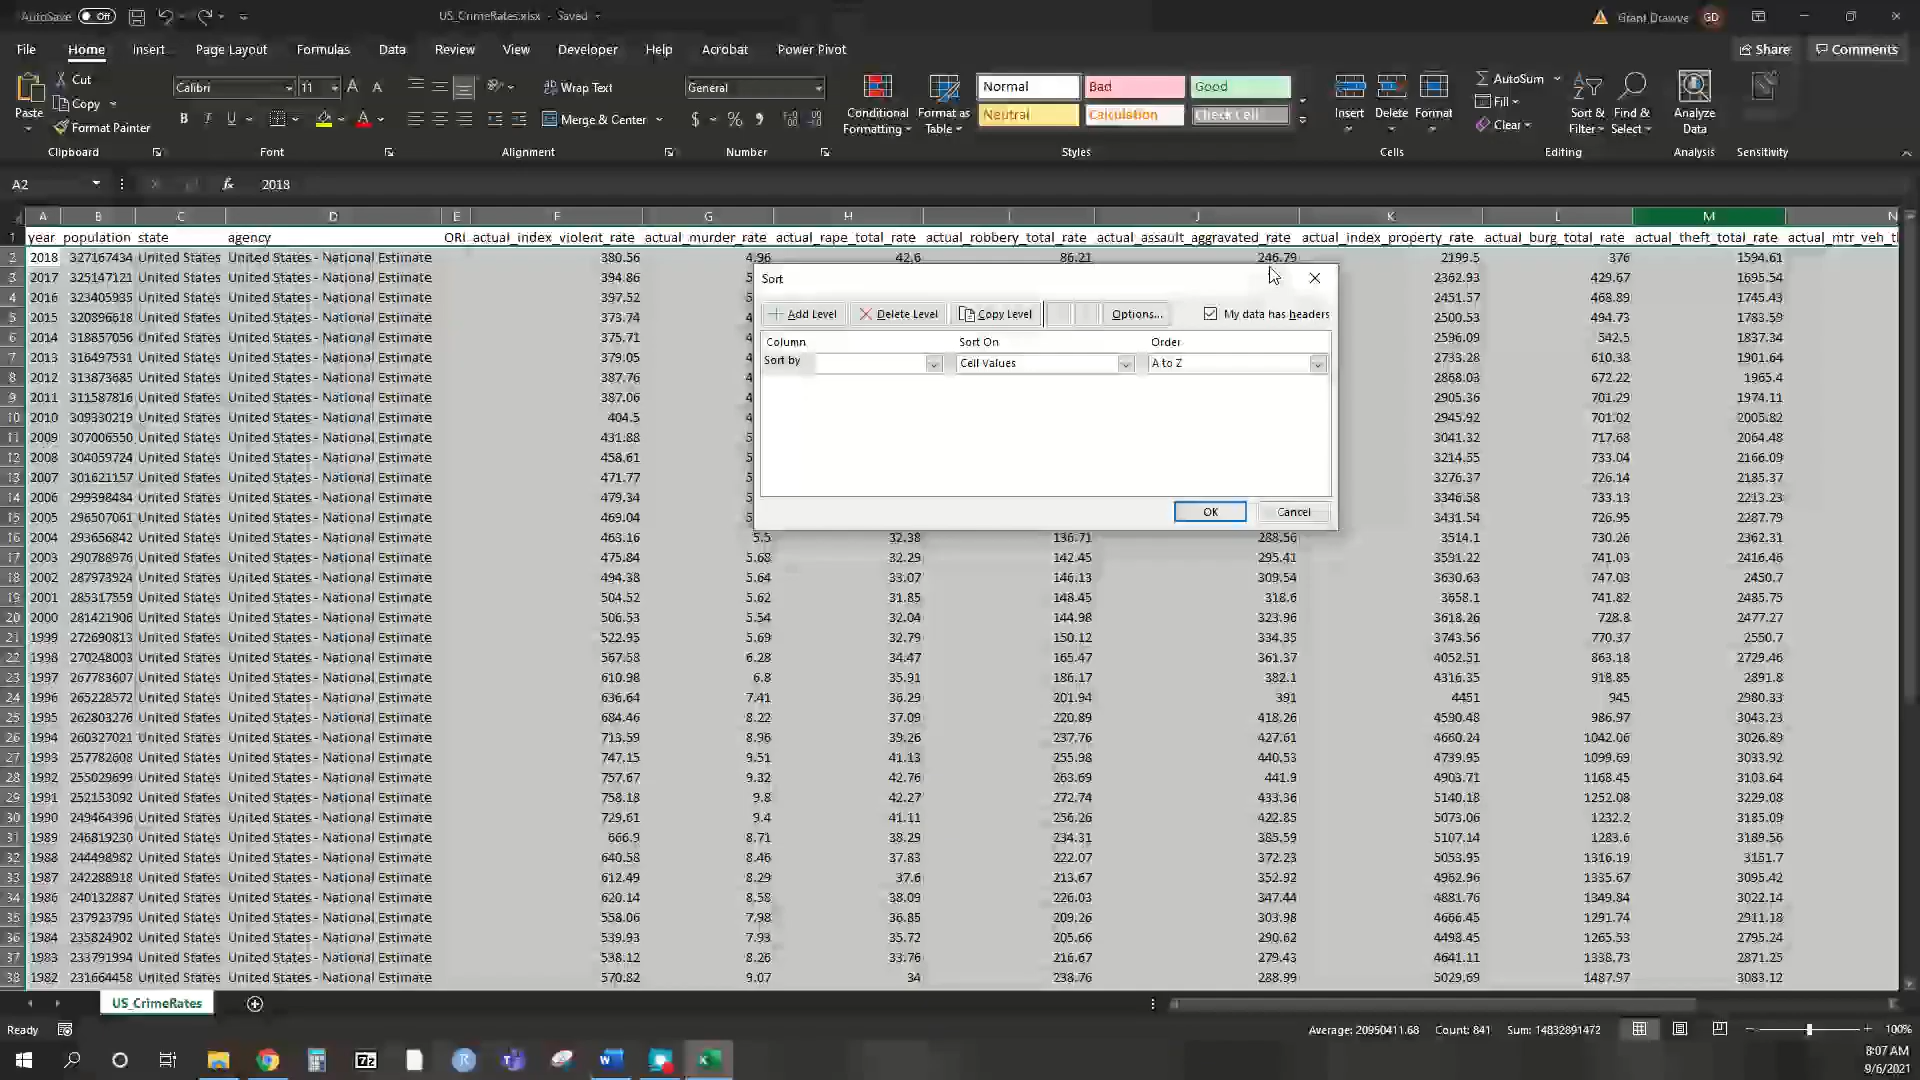 AutoSave Off US_CrimeRates.xlsx - Saved Grant Drawve GD
File Home Insert Page Layout Formulas Data Review View Developer Help Acrobat Power Pivot Share Comments
Cut Calibri 11 Wrap Text General Normal Bad Good AutoSum
Paste Copy Conditional Formatting Format as Table Neutral Calculation Check Cell Insert Delete Format Fill Sort & Filter Find & Select Analyze Data Sensitivity
Format Painter Merge & Center Clear
Clipboard Font Alignment Number Styles Cells Editing Analysis Sensitivity
A2 fx 2018
A B C D E F G H I J K L M N
1 year population state agency ORI actual_index_violent_rate actual_murder_rate actual_rape_total_rate actual_robbery_total_rate actual_assault_aggravated_rate actual_index_property_rate actual_burg_total_rate actual_theft_total_rate actual_mtr_veh_t
2 2018 327167434 United States United States - National Estimate 380.56 4.96 42.6 86.21 246.79 2199.5 376 1594.61
3 2017 325147121 United States United States - National Estimate 394.86 2362.93 429.67 1695.54
4 2016 323405935 United States United States - National Estimate 397.52 2451.57 468.89 1745.43
5 2015 320896618 United States United States - National Estimate 373.74 2500.53 494.73 1783.59
6 2014 318857056 United States United States - National Estimate 375.71 2596.09 542.5 1837.34
7 2013 316497531 United States United States - National Estimate 379.05 2733.28 610.38 1901.64
8 2012 313873685 United States United States - National Estimate 387.76 2868.03 672.22 1965.4
9 2011 311587816 United States United States - National Estimate 387.06 2905.36 701.29 1974.11
10 2010 309330219 United States United States - National Estimate 404.5 2945.92 701.02 2005.82
11 2009 307006550 United States United States - National Estimate 431.88 3041.32 717.68 2064.48
12 2008 304059724 United States United States - National Estimate 458.61 3214.55 733.04 2166.09
13 2007 301621157 United States United States - National Estimate 471.77 3276.37 726.14 2185.37
14 2006 299398484 United States United States - National Estimate 479.34 3346.58 733.13 2213.23
15 2005 296507061 United States United States - National Estimate 469.04 3431.54 726.95 2287.79
16 2004 293656842 United States United States - National Estimate 463.16 5.5 32.38 136.71 288.56 3514.1 730.26 2362.31
17 2003 290788976 United States United States - National Estimate 475.84 5.68 32.29 142.45 295.41 3591.22 741.03 2416.46
18 2002 287973924 United States United States - National Estimate 494.38 5.64 33.07 146.13 309.54 3630.63 747.03 2450.7
19 2001 285317559 United States United States - National Estimate 504.52 5.62 31.85 148.45 318.6 3658.1 741.82 2485.75
20 2000 281421906 United States United States - National Estimate 506.53 5.54 32.04 144.98 323.96 3618.26 728.8 2477.27
21 1999 272690813 United States United States - National Estimate 522.95 5.69 32.79 150.12 334.35 3743.56 770.37 2550.7
22 1998 270248003 United States United States - National Estimate 567.58 6.28 34.47 165.47 361.37 4052.51 863.18 2729.46
23 1997 267783607 United States United States - National Estimate 610.98 6.8 35.91 186.17 382.1 4316.35 918.85 2891.8
24 1996 265228572 United States United States - National Estimate 636.64 7.41 36.29 201.94 391 4451 945 2980.33
25 1995 262803276 United States United States - National Estimate 684.46 8.22 37.09 220.89 418.26 4590.48 986.97 3043.23
26 1994 260327021 United States United States - National Estimate 713.59 8.96 39.26 237.76 427.61 4660.24 1042.06 3026.89
27 1993 257782608 United States United States - National Estimate 747.15 9.51 41.13 255.98 440.53 4739.95 1099.69 3033.92
28 1992 255029699 United States United States - National Estimate 757.67 9.32 42.76 263.69 441.9 4903.71 1168.45 3103.64
29 1991 252153092 United States United States - National Estimate 758.18 9.8 42.27 272.74 433.36 5140.18 1252.08 3229.08
30 1990 249464396 United States United States - National Estimate 729.61 9.4 41.11 256.26 422.85 5073.06 1232.2 3185.09
31 1989 246819230 United States United States - National Estimate 666.9 8.71 38.29 234.31 385.59 5107.14 1283.6 3189.56
32 1988 244498982 United States United States - National Estimate 640.58 8.46 37.83 222.07 372.23 5053.95 1316.19 3151.7
33 1987 242288918 United States United States - National Estimate 612.49 8.29 37.6 213.67 352.92 4962.96 1335.67 3095.42
34 1986 240132887 United States United States - National Estimate 620.14 8.58 38.09 226.03 347.44 4881.76 1349.84 3022.14
35 1985 237923795 United States United States - National Estimate 558.06 7.98 36.85 209.26 303.98 4666.45 1291.74 2911.18
36 1984 235824902 United States United States - National Estimate 539.93 7.93 35.72 205.66 290.62 4498.45 1265.53 2795.24
37 1983 233791994 United States United States - National Estimate 538.12 8.26 33.76 216.67 279.43 4641.11 1338.73 2871.25
38 1982 231664458 United States United States - National Estimate 570.82 9.07 34 238.76 288.99 5029.69 1487.97 3083.12
Sort
Add Level Delete Level Copy Level Options... My data has headers
Column Sort On Order
Sort by Cell Values A to Z
OK Cancel
US_CrimeRates
Ready Average: 20950411.68 Count: 841 Sum: 14832891472 100%
8:07 AM
9/6/2021